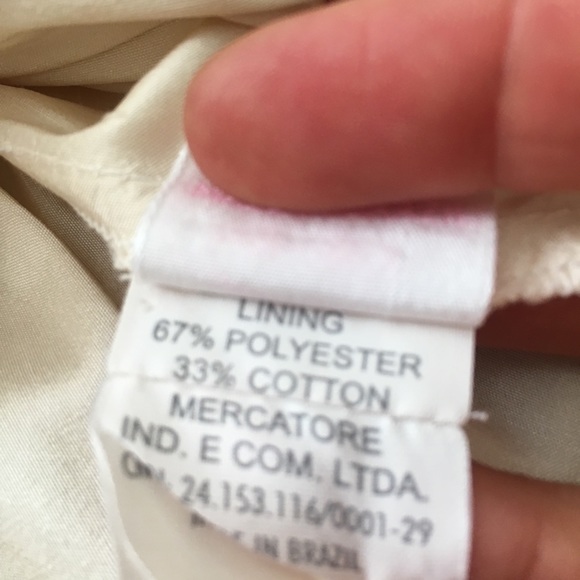 LINING
67% POLYESTER
33% COTTON
MERCATORE
IND. E COM. LTDA.
24.153.116/0001-29
IN BRAZIL